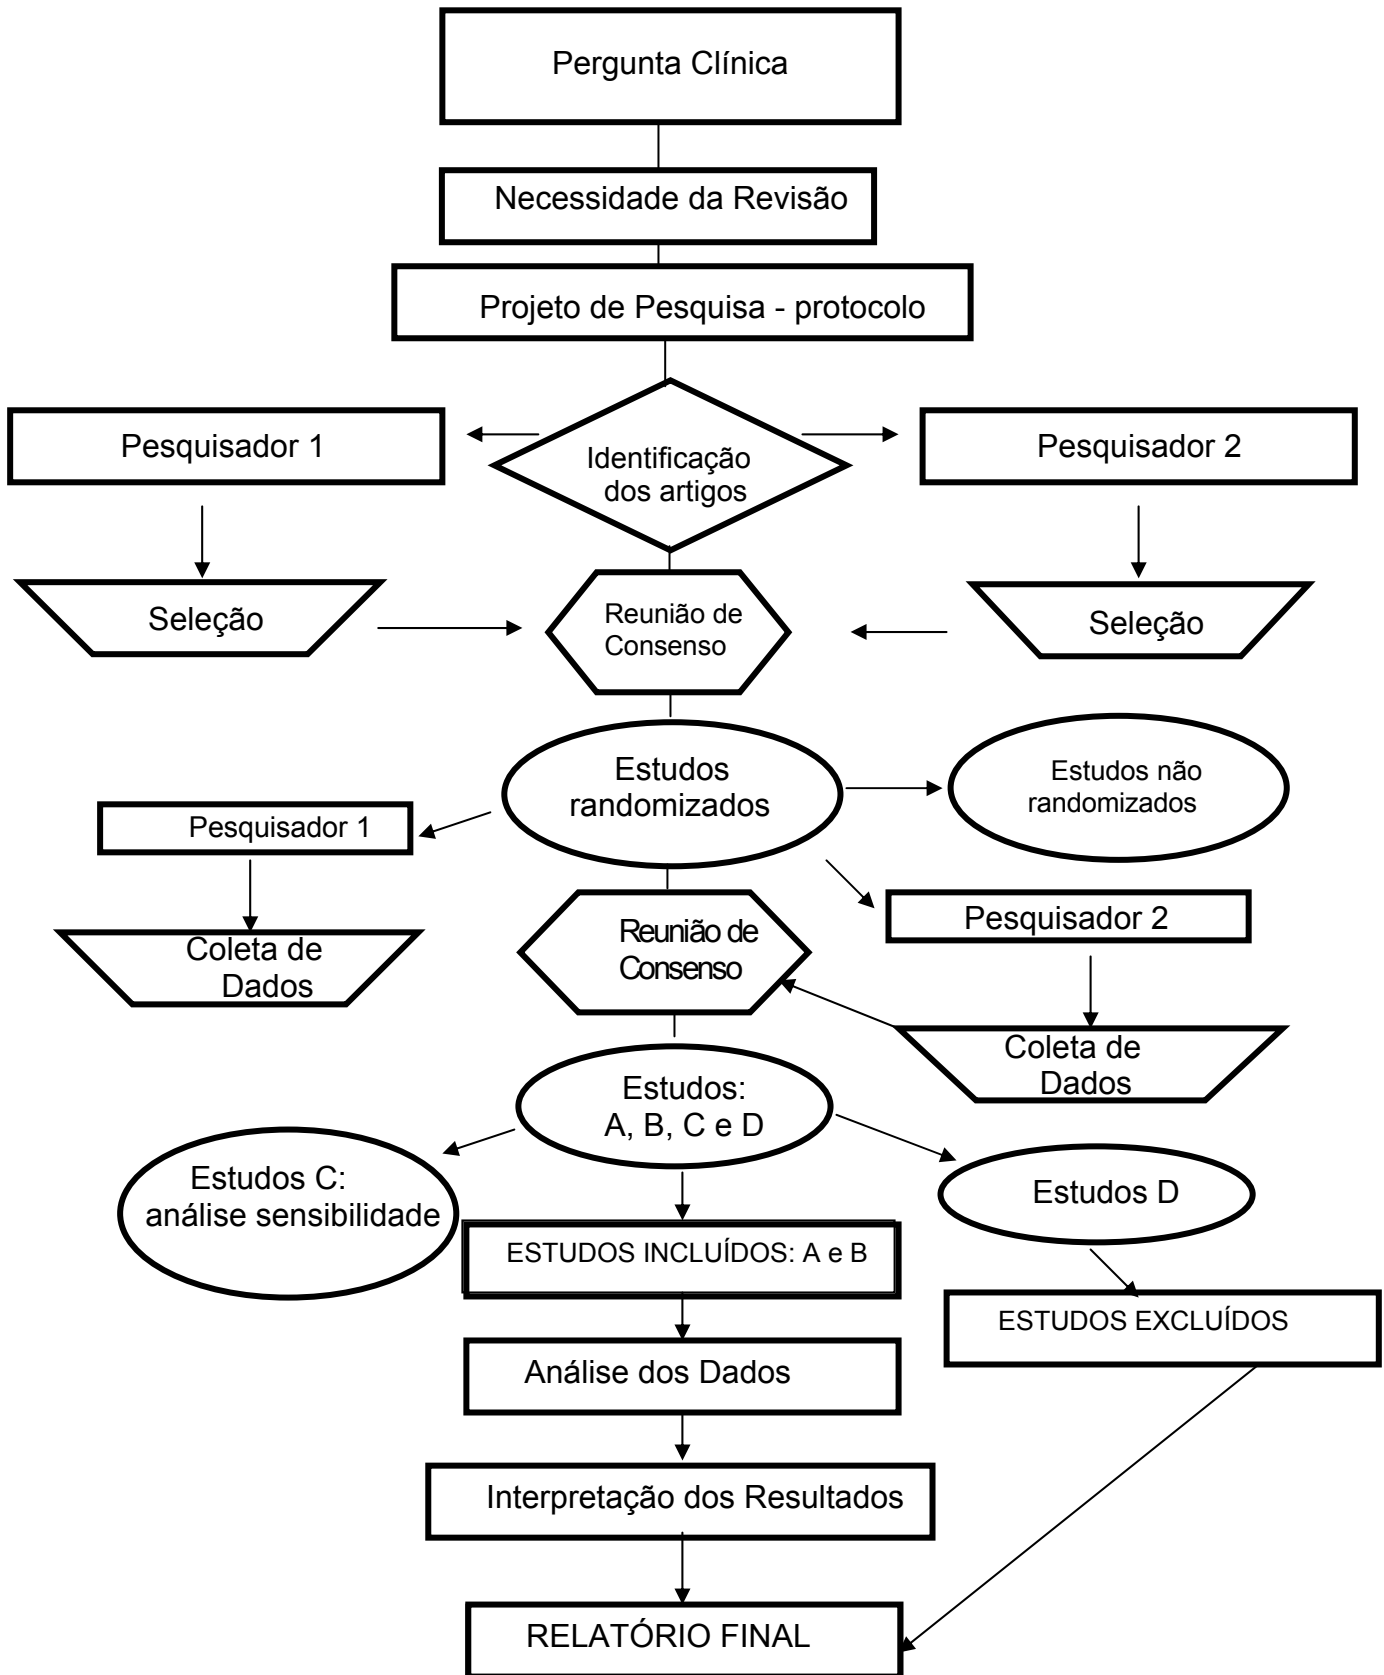 Pergunta Clínica
Necessidade da Revisão
Projeto de Pesquisa - protocolo
Pesquisador 1
Identificação
dos artigos
Pesquisador 2
Seleção
Reunião de
Consenso
Seleção
Estudos
randomizados
Estudos não
randomizados
Pesquisador 1
Pesquisador 2
Coleta de
Dados
Reunião de
Consenso
Coleta de
Dados
Estudos:
A, B, C e D
Estudos C:
análise sensibilidade
Estudos D
ESTUDOS INCLUÍDOS: A e B
ESTUDOS EXCLUÍDOS
Análise dos Dados
Interpretação dos Resultados
RELATÓRIO FINAL